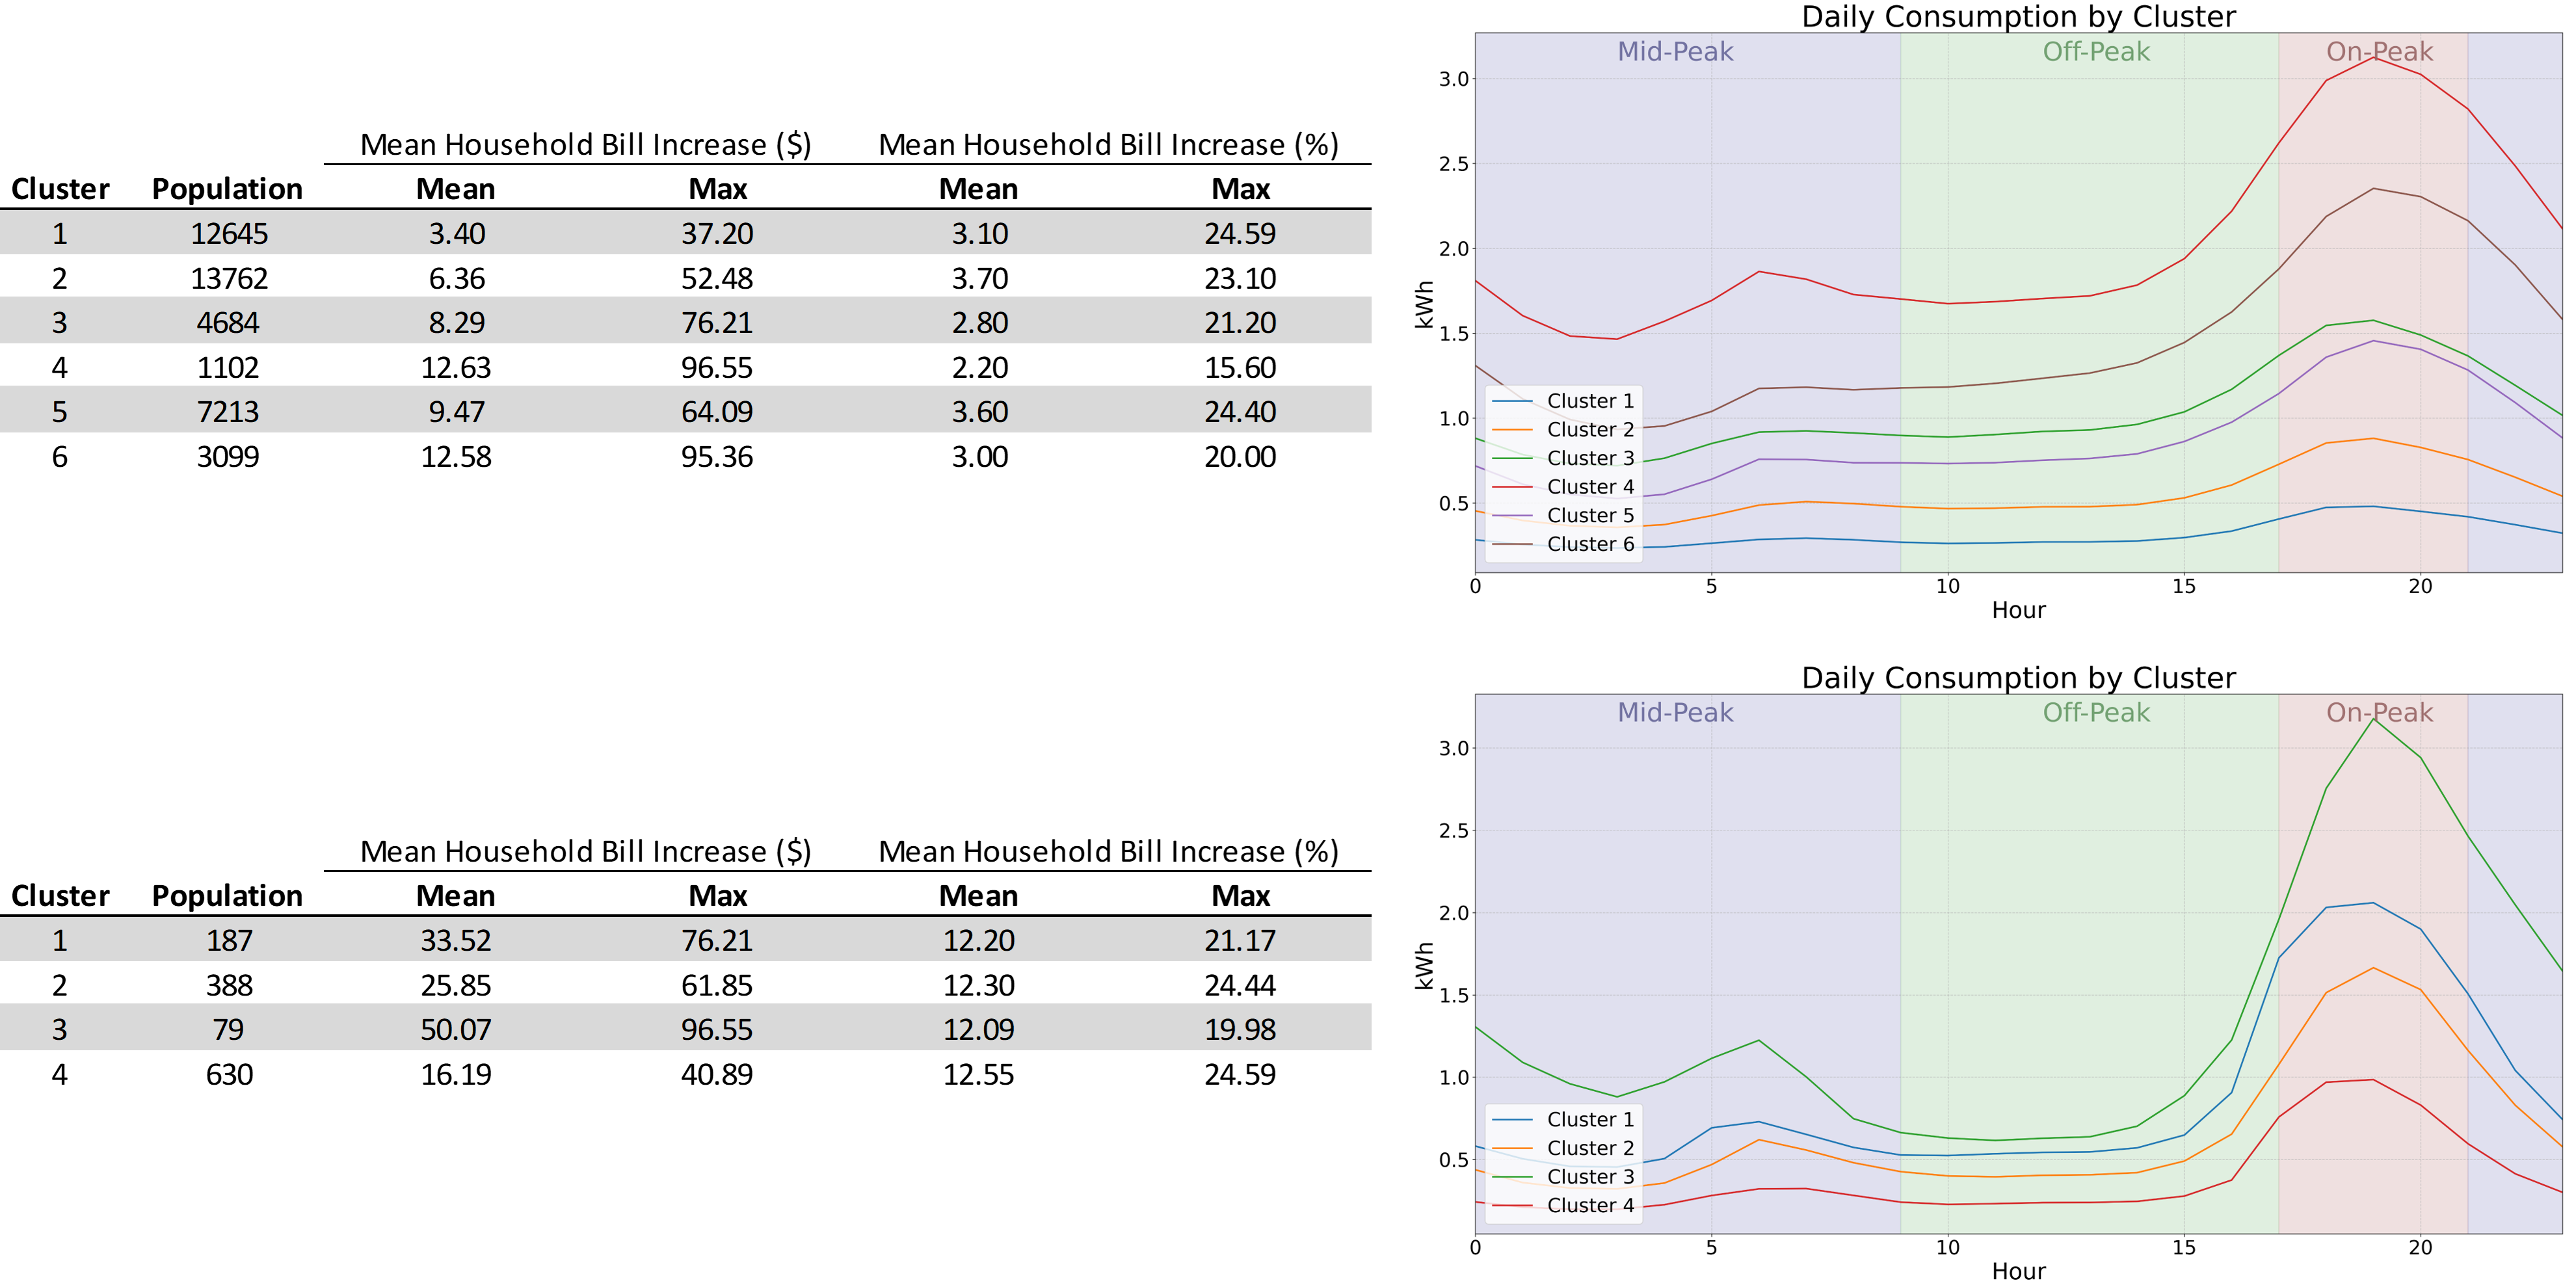 Mean Household Bill Increase ($) Mean Household Bill Increase (%)
Cluster Population Mean Max Mean Max
1 12645 3.40 37.20 3.10 24.59
2 13762 6.36 52.48 3.70 23.10
3 4684 8.29 76.21 2.80 21.20
4 1102 12.63 96.55 2.20 15.60
5 7213 9.47 64.09 3.60 24.40
6 3099 12.58 95.36 3.00 20.00
Daily Consumption by Cluster
Mid-Peak Off-Peak On-Peak
3.0
2.5
2.0
1.5
1.0
0.5
kWh
Cluster 1
Cluster 2
Cluster 3
Cluster 4
Cluster 5
Cluster 6
0 5 10 15 20
Hour
Mean Household Bill Increase ($) Mean Household Bill Increase (%)
Cluster Population Mean Max Mean Max
1 187 33.52 76.21 12.20 21.17
2 388 25.85 61.85 12.30 24.44
3 79 50.07 96.55 12.09 19.98
4 630 16.19 40.89 12.55 24.59
Daily Consumption by Cluster
Mid-Peak Off-Peak On-Peak
3.0
2.5
2.0
1.5
1.0
0.5
kWh
Cluster 1
Cluster 2
Cluster 3
Cluster 4
0 5 10 15 20
Hour